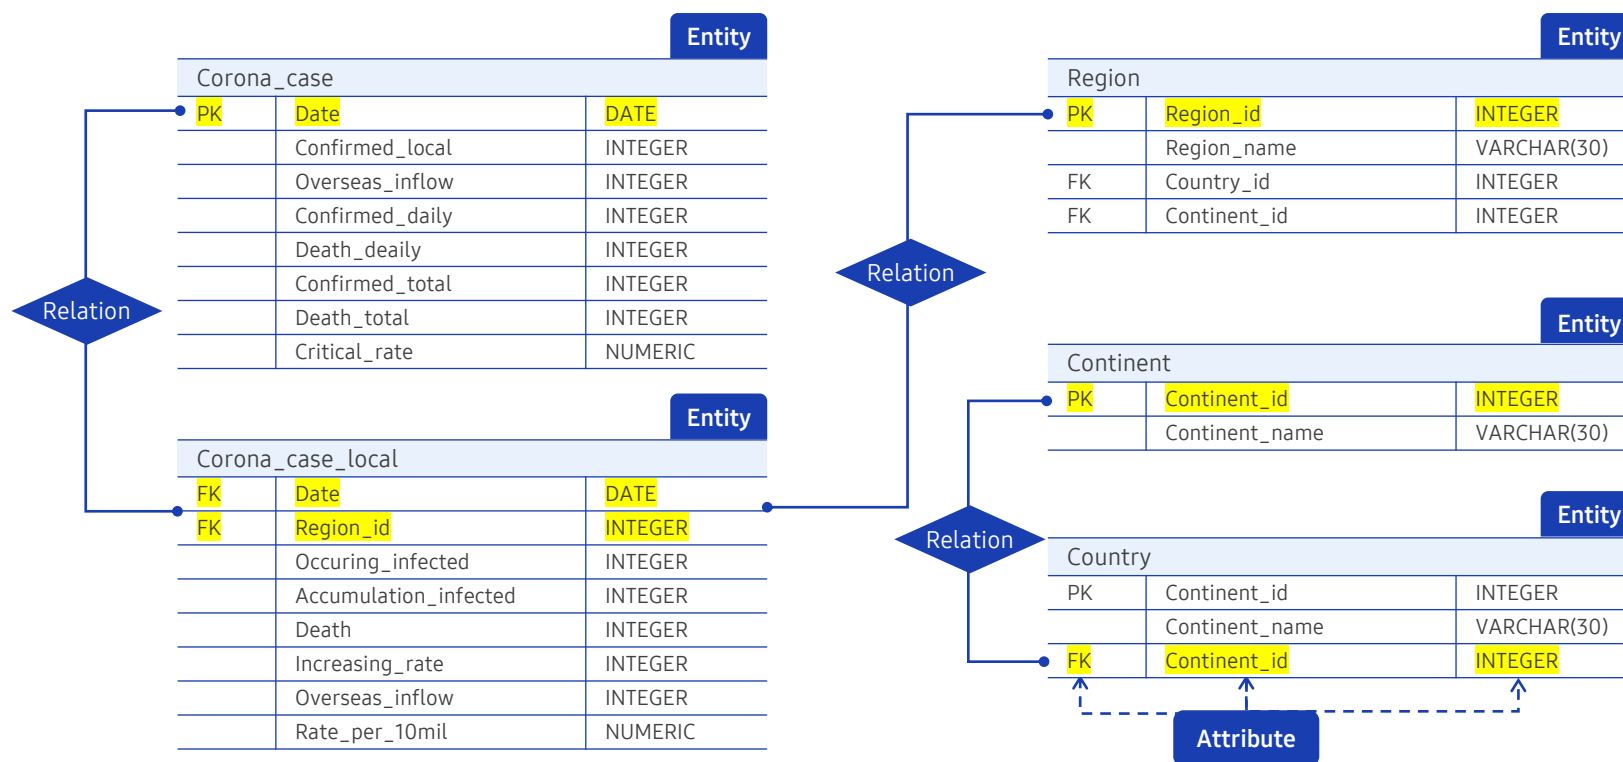 Entity
Corona_case
PK Date DATE
Confirmed_local INTEGER
Overseas_inflow INTEGER
Confirmed_daily INTEGER
Death_deaily INTEGER
Confirmed_total INTEGER
Death_total INTEGER
Critical_rate NUMERIC
Relation
Entity
Corona_case_local
FK Date DATE
FK Region_id INTEGER
Occuring_infected INTEGER
Accumulation_infected INTEGER
Death INTEGER
Increasing_rate INTEGER
Overseas_inflow INTEGER
Rate_per_10mil NUMERIC
Relation
Entity
Region
PK Region_id INTEGER
Region_name VARCHAR(30)
FK Country_id INTEGER
FK Continent_id INTEGER
Entity
Continent
PK Continent_id INTEGER
Continent_name VARCHAR(30)
Relation
Entity
Country
PK Continent_id INTEGER
Continent_name VARCHAR(30)
FK Continent_id INTEGER
Attribute